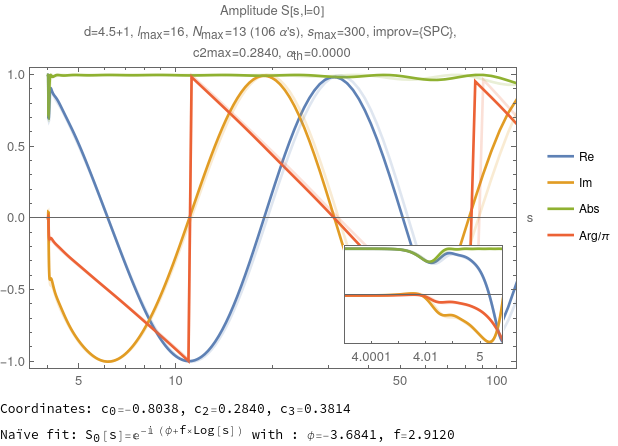 Amplitude S[s,l=0]
d=4.5+1, lmax=16, Nmax=13 (106 α's), smax=300, improv={SPC},
c2max=0.2840, αth=0.0000
1.0
0.5
0.0
-0.5
-1.0
5
10
50
100
s
Re
Im
Abs
Arg/π
4.0001
4.01
5
Coordinates: c0=-0.8038, c2=0.2840, c3=0.3814
Naïve fit: S0[s]=e-i (ϕ+f×Log[s]) with : ϕ=-3.6841, f=2.9120